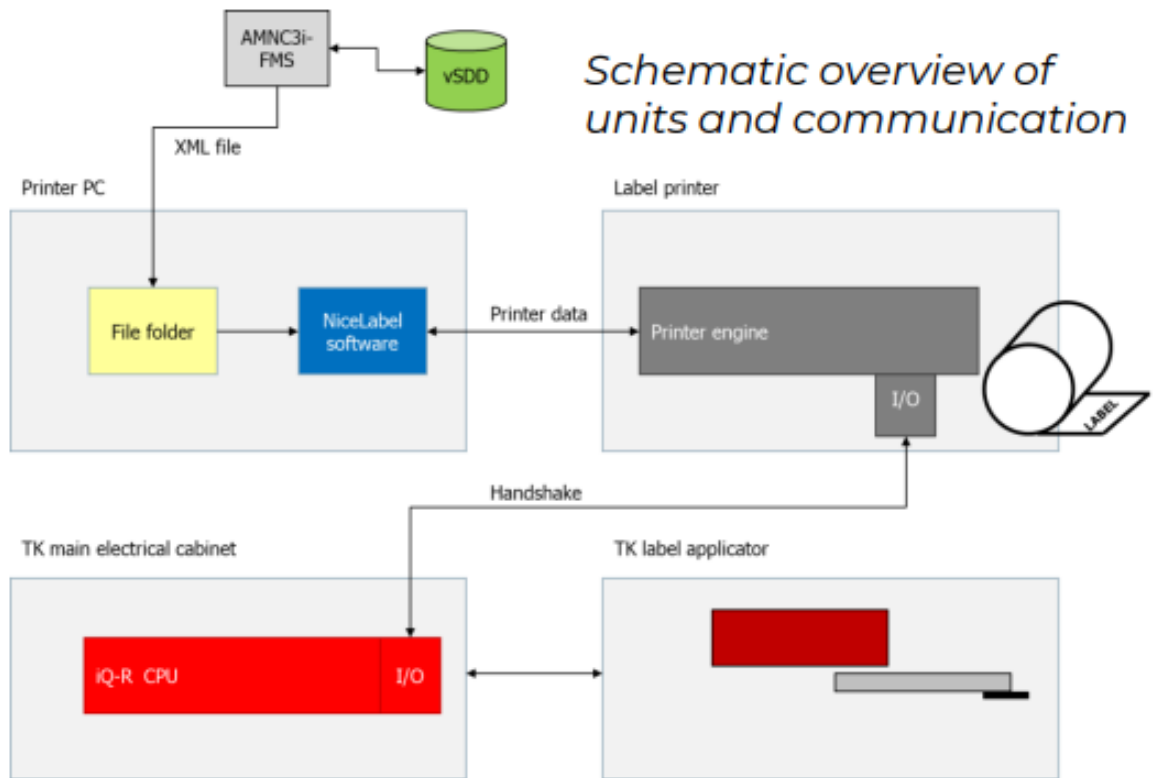 AMNC3i-
FMS
vSDD
Schematic overview of
units and communication
XML file
Printer PC
Label printer
File folder
NiceLabel
software
Printer data
Printer engine
I/O
LABEL
Handshake
TK main electrical cabinet
TK label applicator
iQ-R CPU
I/O